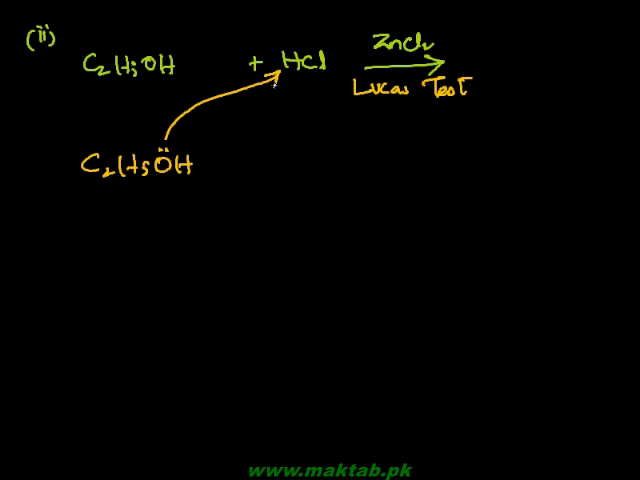 (ii) C₂H₅OH + HCl ZnCl₂
Lucas Test
C₂H₅ÖH
www.maktab.pk